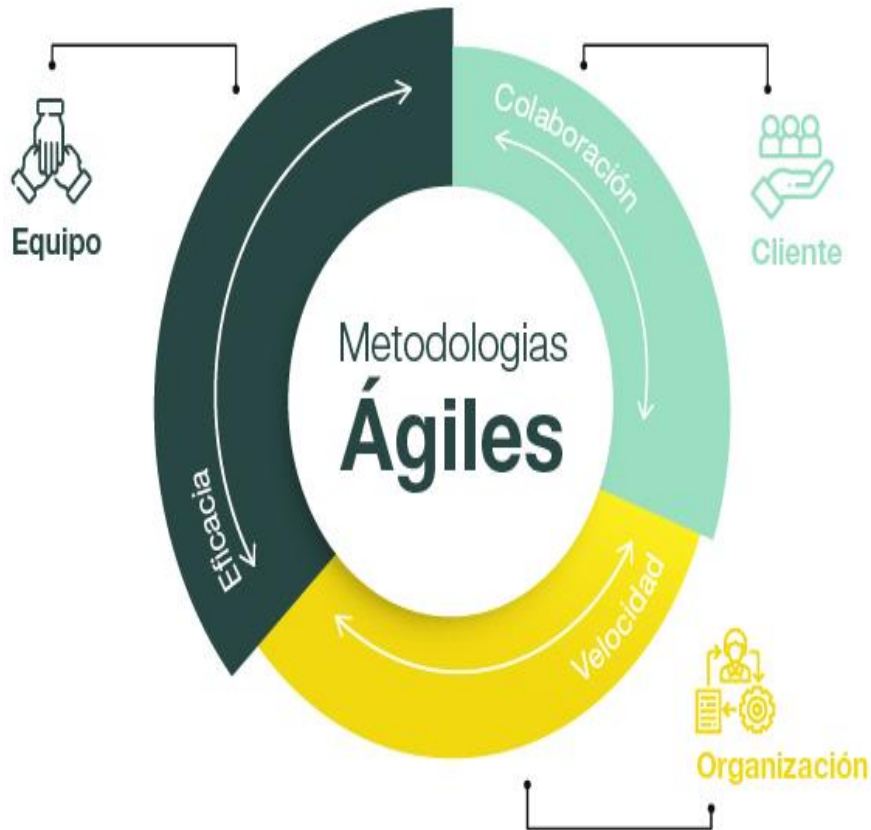 Colaboración
Equipo
Cliente
Metodologias
Ágiles
Eficacia
Velocidad
Organización